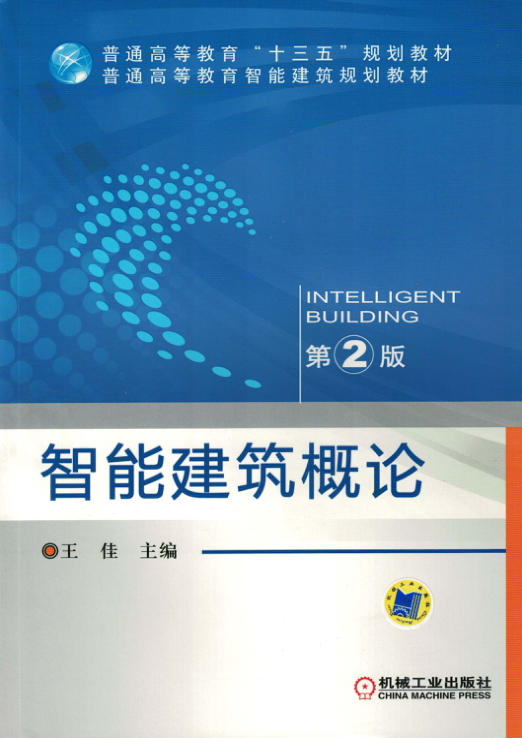 普通高等教育“十三五”规划教材
普通高等教育智能建筑规划教材
INTELLIGENT
BUILDING
第2版
智能建筑概论
王佳 主编
机械工业出版社
CHINA MACHINE PRESS